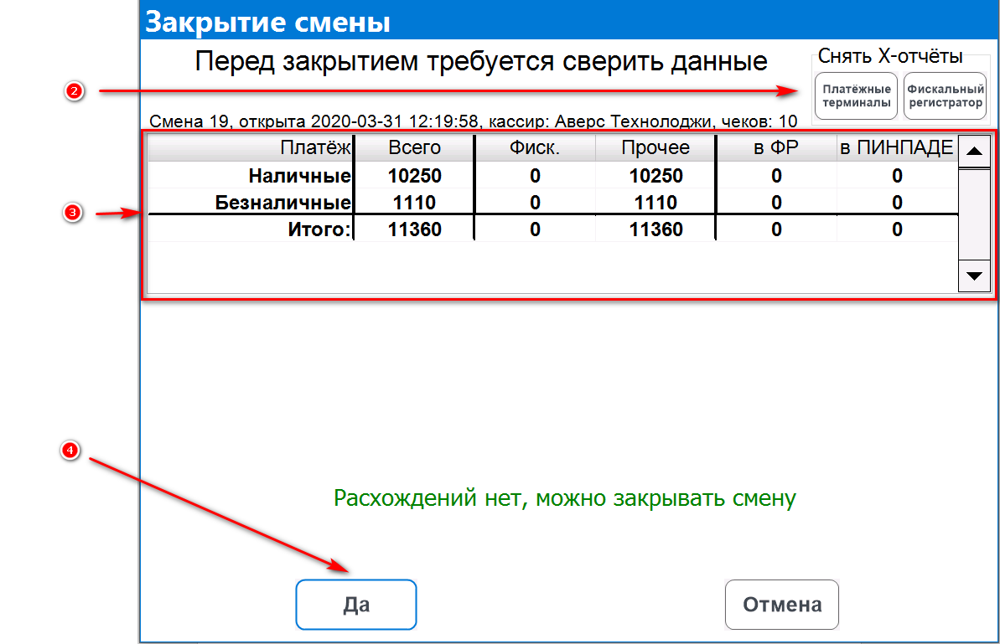 Закрытие смены
Перед закрытием требуется сверить данные
Снять X-отчёты
2
Платёжные
терминалы
Фискальный
регистратор
Смена 19, открыта 2020-03-31 12:19:58, кассир: Аверс Технолоджи, чеков: 10
Платёж Всего Фиск. Прочее в ФР в ПИНПАДЕ
Наличные 10250 0 10250 0 0
3
Безналичные 1110 0 1110 0 0
Итого: 11360 0 11360 0 0
4
Расхождений нет, можно закрывать смену
Да Отмена